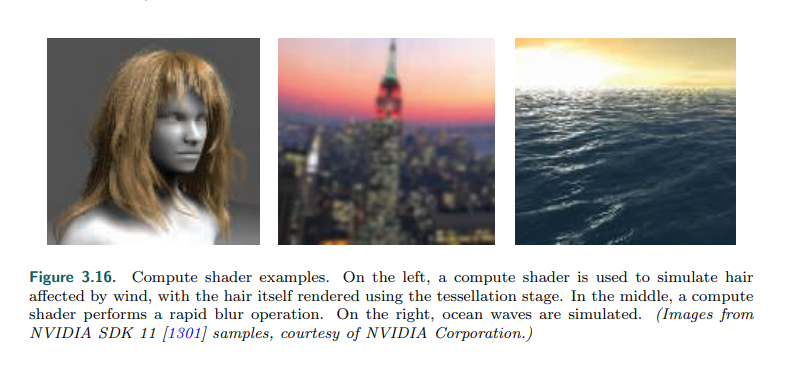 Figure 3.16. Compute shader examples. On the left, a compute shader is used to simulate hair
affected by wind, with the hair itself rendered using the tessellation stage. In the middle, a compute
shader performs a rapid blur operation. On the right, ocean waves are simulated. (Images from
NVIDIA SDK 11 [1301] samples, courtesy of NVIDIA Corporation.)